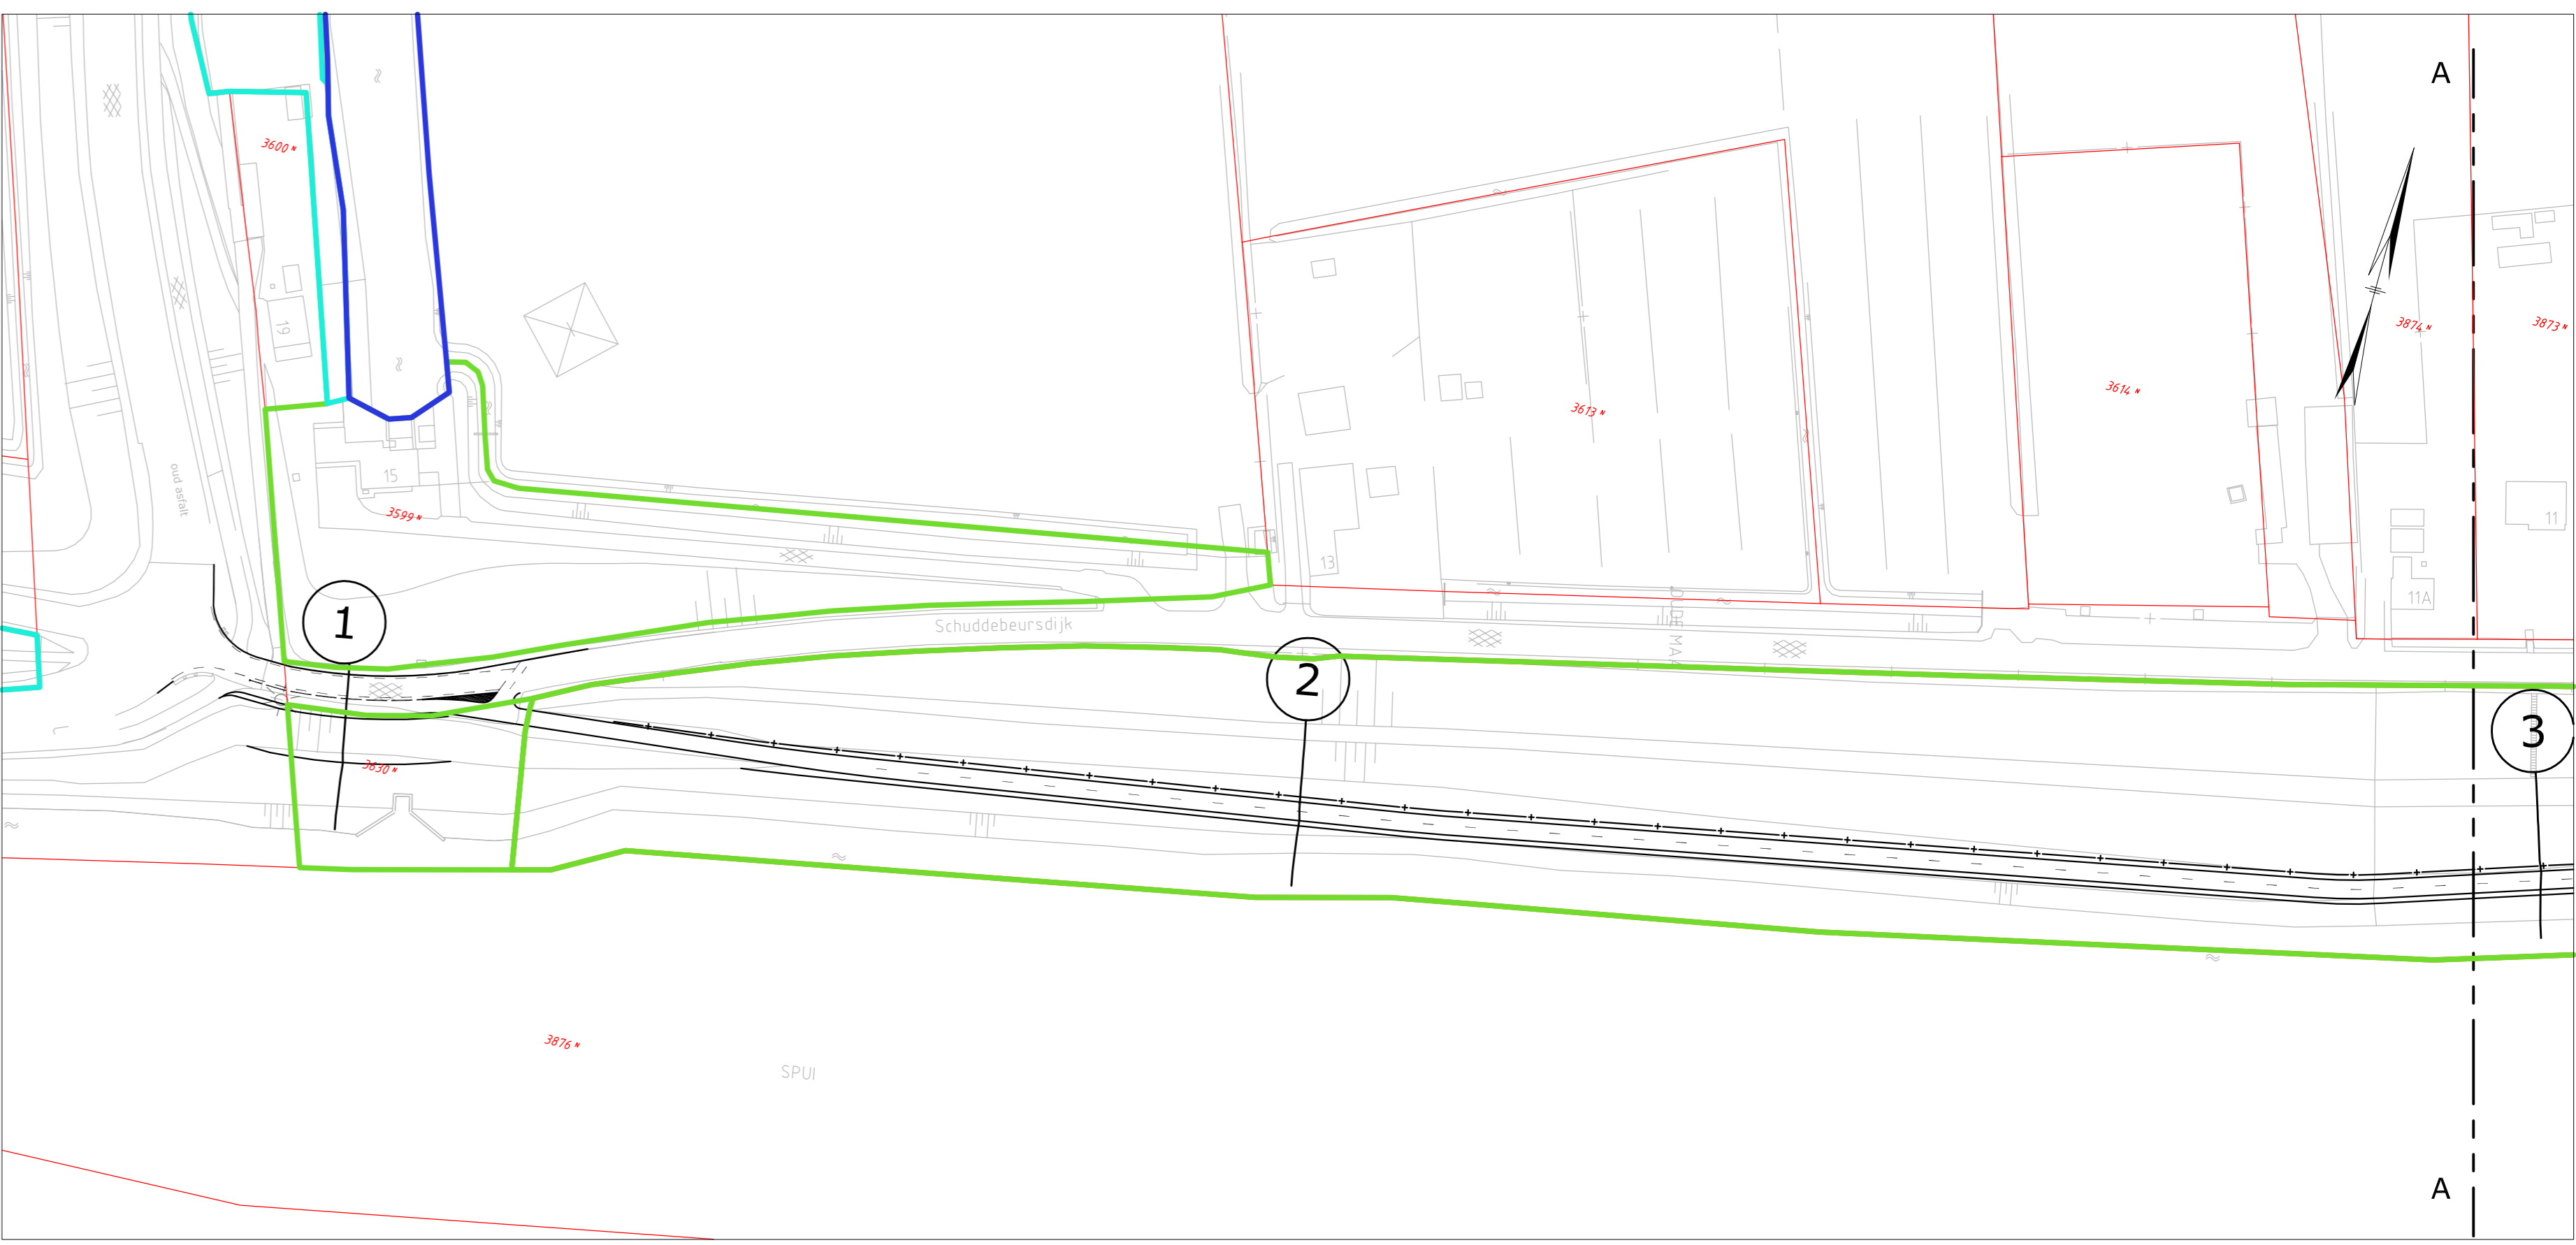 A
3600 N
19
3874 N
3873 N
3614 N
3613 N
oud asfalt
15
3599 N
11
13
11A
1
Schuddebeursdijk
2
3
3630 N
3876 N
SPUI
A